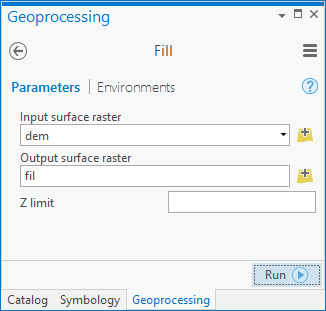 Geoprocessing
Fill
Parameters | Environments
Input surface raster
dem
Output surface raster
fil
Z limit
Run
Catalog Symbology Geoprocessing